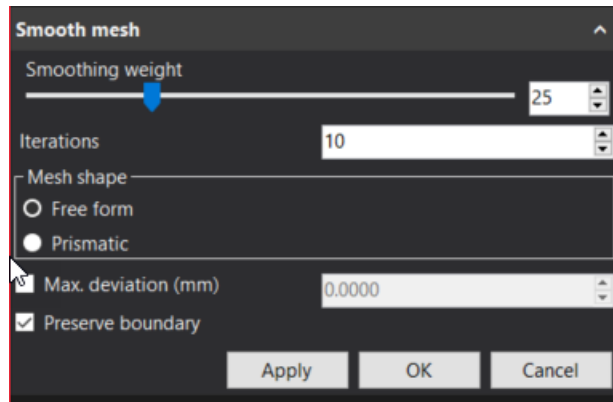 Smooth mesh
Smoothing weight
25
Iterations
10
Mesh shape
Free form
Prismatic
Max. deviation (mm)
0.0000
Preserve boundary
Apply OK Cancel